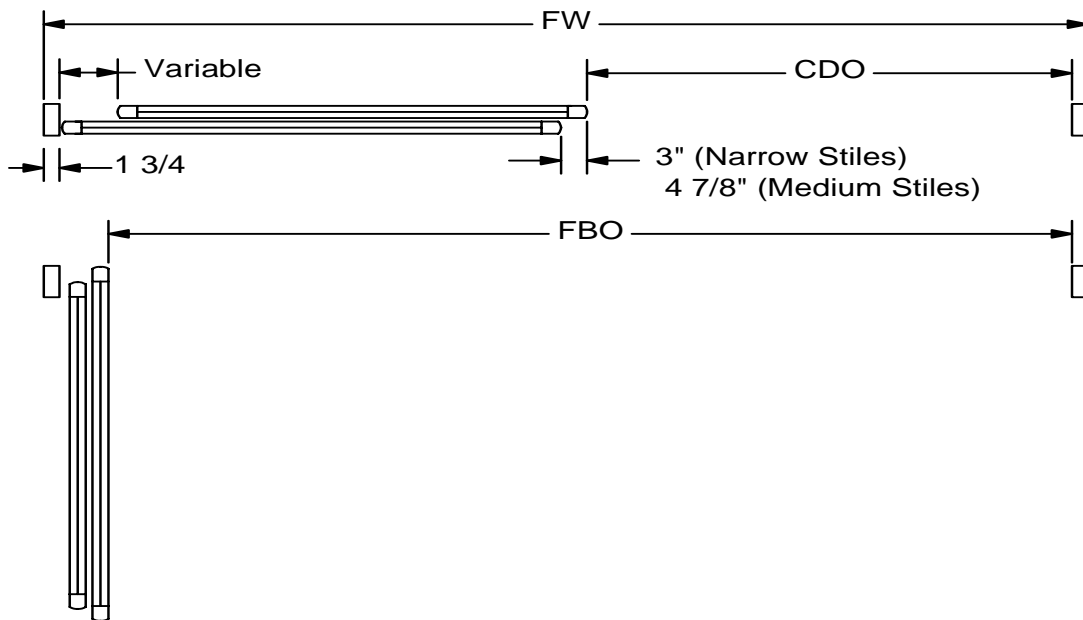 FW
Variable
CDO
1 3/4
3" (Narrow Stiles)
4 7/8" (Medium Stiles)
FBO